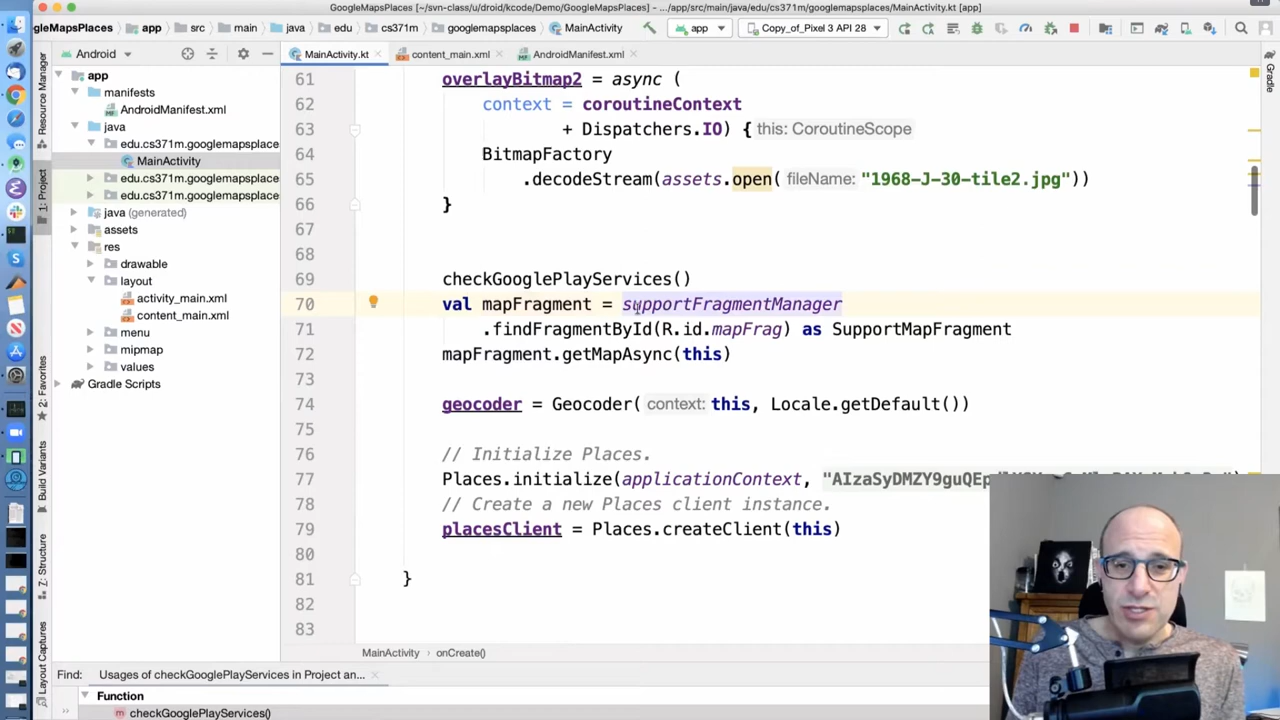 GoogleMapsPlaces [~/svn-class/u/droid/kcode/Demo/GoogleMapsPlaces] - .../app/src/main/java/edu/cs371m/googlemapsplaces/MainActivity.kt [app]
gleMapsPlaces app src main java edu cs371m googlemapsplaces MainActivity app Copy_of_Pixel 3 API 28
Android MainActivity.kt content_main.xml AndroidManifest.xml
Resource Manager
1: Project
2: Favorites
Build Variants
7: Structure
Layout Captures
Gradle
app
manifests
AndroidManifest.xml
java
edu.cs371m.googlemapsplace
MainActivity
edu.cs371m.googlemapsplace
edu.cs371m.googlemapsplace
java (generated)
assets
res
drawable
layout
activity_main.xml
content_main.xml
menu
mipmap
values
Gradle Scripts
61 overlayBitmap2 = async (
62 context = coroutineContext
63 + Dispatchers.IO) { this: CoroutineScope
64 BitmapFactory
65 .decodeStream(assets.open( fileName: "1968-J-30-tile2.jpg"))
66 }
67
68
69 checkGooglePlayServices()
70 val mapFragment = supportFragmentManager
71 .findFragmentById(R.id.mapFrag) as SupportMapFragment
72 mapFragment.getMapAsync(this)
73
74 geocoder = Geocoder( context: this, Locale.getDefault())
75
76 // Initialize Places.
77 Places.initialize(applicationContext,
78 // Create a new Places client instance.
79 placesClient = Places.createClient(this)
80
81 }
82
83
MainActivity › onCreate()
Find: Usages of checkGooglePlayServices in Project an...
Function
checkGooglePlayServices()